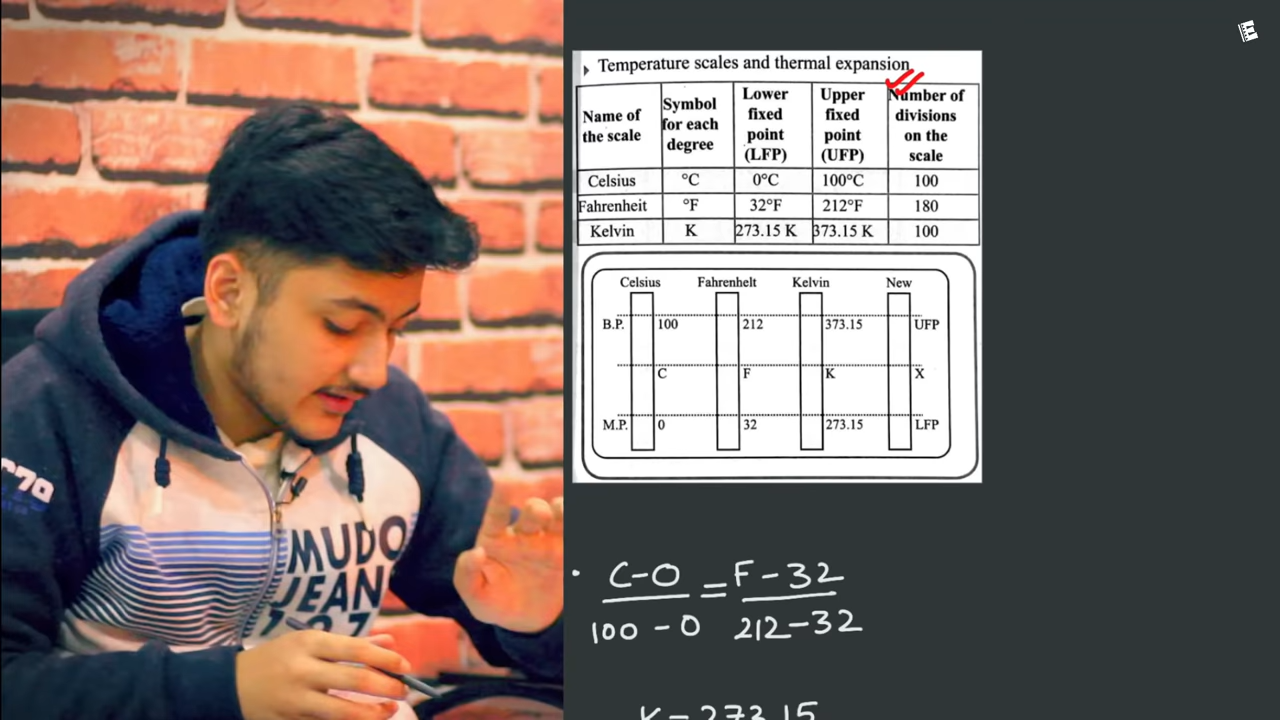 Temperature scales and thermal expansion
Name of the scale | Symbol for each degree | Lower fixed point (LFP) | Upper fixed point (UFP) | Number of divisions on the scale
Celsius | °C | 0°C | 100°C | 100
Fahrenheit | °F | 32°F | 212°F | 180
Kelvin | K | 273.15 K | 373.15 K | 100
Celsius Fahrenhelt Kelvin New
B.P. 100 212 373.15 UFP
C F K X
M.P. 0 32 273.15 LFP
C-0 = F-32
100-0 212-32
K-273.15
MUDO
JEAN
197